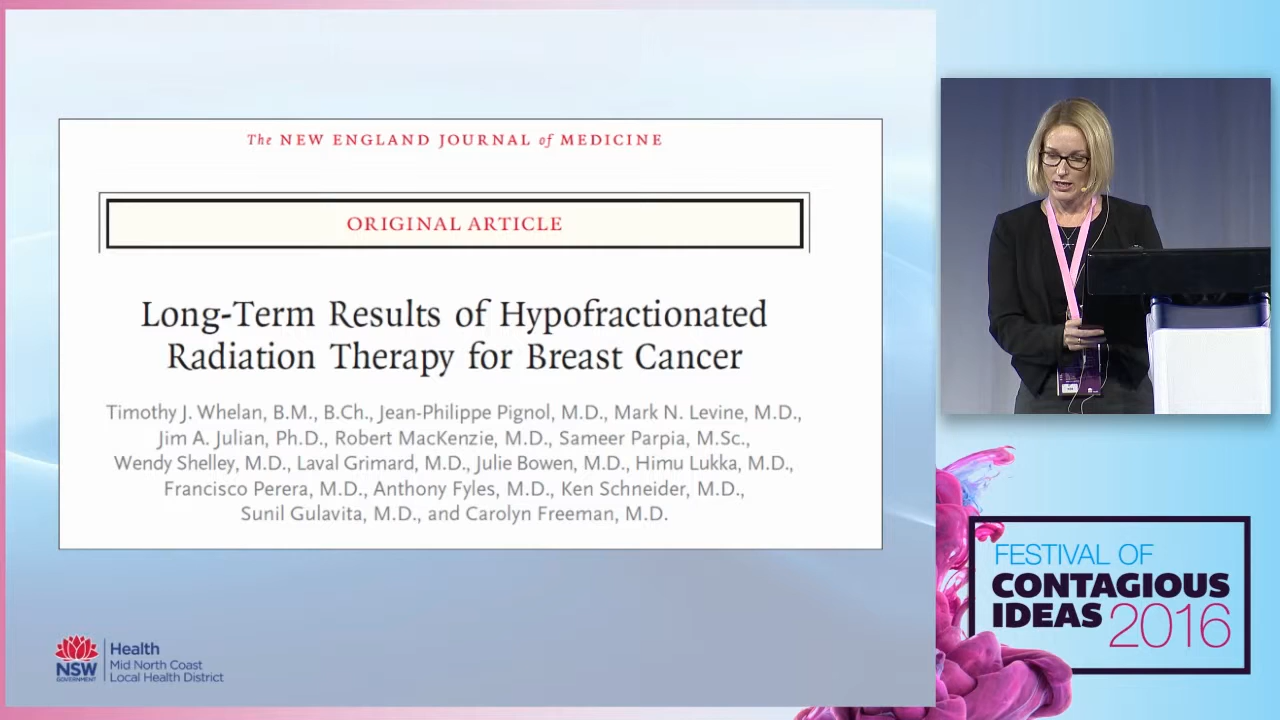 The NEW ENGLAND JOURNAL of MEDICINE
ORIGINAL ARTICLE
Long-Term Results of Hypofractionated
Radiation Therapy for Breast Cancer
Timothy J. Whelan, B.M., B.Ch., Jean-Philippe Pignol, M.D., Mark N. Levine, M.D.,
Jim A. Julian, Ph.D., Robert MacKenzie, M.D., Sameer Parpia, M.Sc.,
Wendy Shelley, M.D., Laval Grimard, M.D., Julie Bowen, M.D., Himu Lukka, M.D.,
Francisco Perera, M.D., Anthony Fyles, M.D., Ken Schneider, M.D.,
Sunil Gulavita, M.D., and Carolyn Freeman, M.D.
NSW
GOVERNMENT
Health
Mid North Coast
Local Health District
FESTIVAL OF
CONTAGIOUS
IDEAS 2016